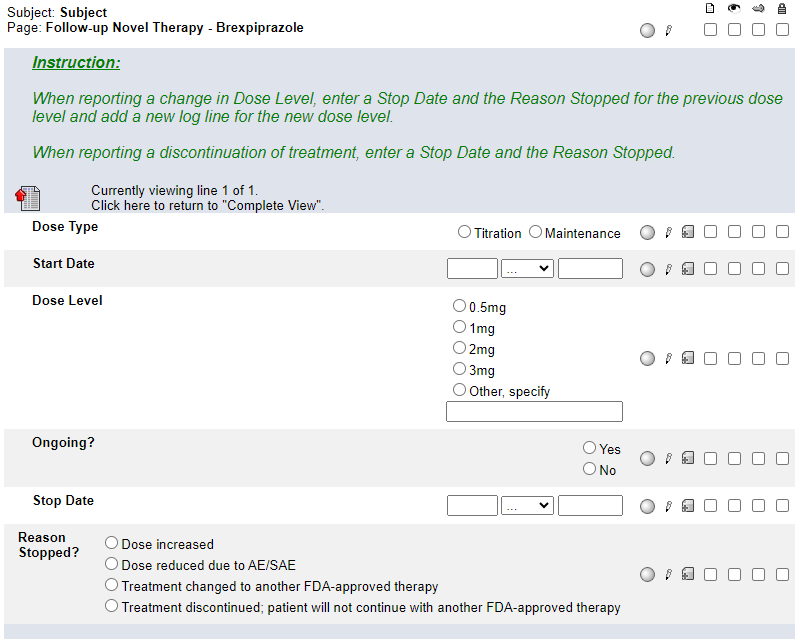 Subject: Subject
Page: Follow-up Novel Therapy - Brexpiprazole
Instruction:
When reporting a change in Dose Level, enter a Stop Date and the Reason Stopped for the previous dose
level and add a new log line for the new dose level.
When reporting a discontinuation of treatment, enter a Stop Date and the Reason Stopped.
Currently viewing line 1 of 1.
Click here to return to "Complete View".
Dose Type
Titration Maintenance
Start Date
...
Dose Level
0.5mg
1mg
2mg
3mg
Other, specify
Ongoing?
Yes
No
Stop Date
...
Reason
Stopped?
Dose increased
Dose reduced due to AE/SAE
Treatment changed to another FDA-approved therapy
Treatment discontinued; patient will not continue with another FDA-approved therapy